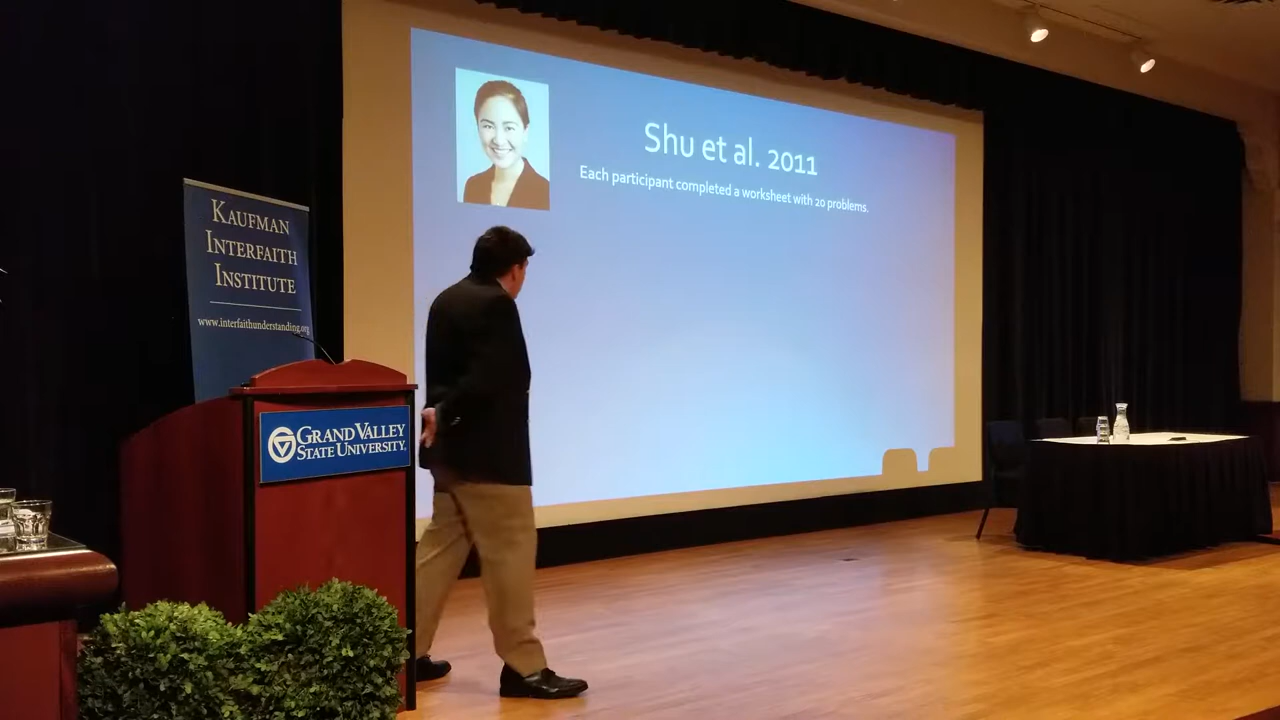 Shu et al. 2011
Each participant completed a worksheet with 20 problems.
KAUFMAN
INTERFAITH
INSTITUTE
www.interfaithunderstanding.org
GRAND VALLEY
STATE UNIVERSITY.